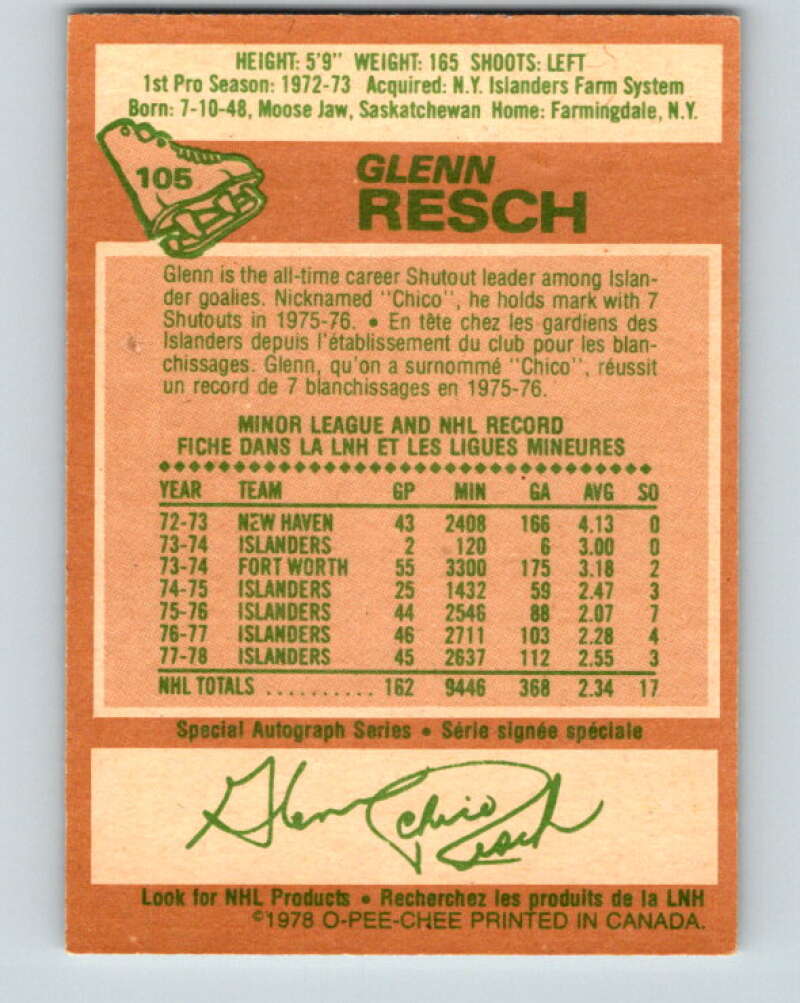 HEIGHT: 5'9" WEIGHT: 165 SHOOTS: LEFT
1st Pro Season: 1972-73 Acquired: N.Y. Islanders Farm System
Born: 7-10-48, Moose Jaw, Saskatchewan Home: Farmingdale, N.Y.
105
GLENN
RESCH
Glenn is the all-time career Shutout leader among Islan-
der goalies. Nicknamed "Chico", he holds mark with 7
Shutouts in 1975-76. • En tête chez les gardiens des
Islanders depuis l'établissement du club pour les blan-
chissages. Glenn, qu'on a surnommé "Chico", réussit
un record de 7 blanchissages en 1975-76.
MINOR LEAGUE AND NHL RECORD
FICHE DANS LA LNH ET LES LIGUES MINEURES
YEAR TEAM GP MIN GA AVG SO
72-73 NEW HAVEN 43 2408 166 4.13 0
73-74 ISLANDERS 2 120 6 3.00 0
73-74 FORT WORTH 55 3300 175 3.18 2
74-75 ISLANDERS 25 1432 59 2.47 3
75-76 ISLANDERS 44 2546 88 2.07 7
76-77 ISLANDERS 46 2711 103 2.28 4
77-78 ISLANDERS 45 2637 112 2.55 3
NHL TOTALS .......... 162 9446 368 2.34 17
Special Autograph Series • Série signée spéciale
Glenn Chico Resch
Look for NHL Products • Recherchez les produits de la LNH
©1978 O-PEE-CHEE PRINTED IN CANADA.